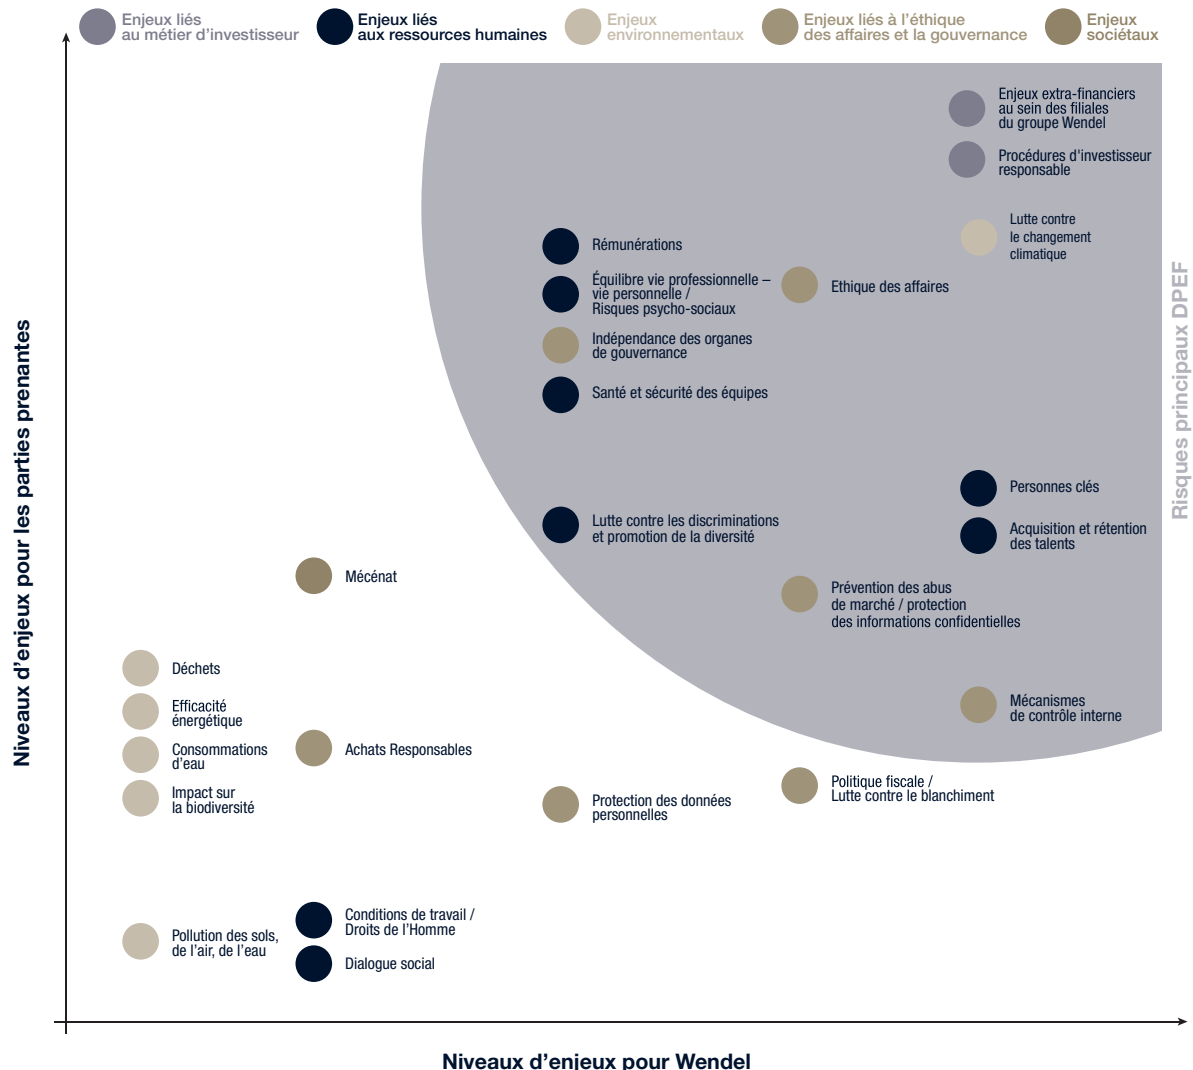 Enjeux liés
au métier d’investisseur
Enjeux liés
aux ressources humaines
Enjeux
environnementaux
Enjeux liés à l’éthique
des affaires et la gouvernance
Enjeux
sociétaux
Niveaux d’enjeu pour les parties prenantes
Enjeux extra-financiers
au sein des filiales
du groupe Wendel
Procédures d'investisseur
responsable
Lutte contre
le changement
climatique
Rémunérations
Équilibre vie professionnelle –
vie personnelle /
Risques psycho-sociaux
Ethique des affaires
Indépendance des organes
de gouvernance
Santé et sécurité des équipes
Risques principaux DPEF
Personnes clés
Lutte contre les discriminations
et promotion de la diversité
Acquisition et rétention
des talents
Mécénat
Prévention des abus
de marché / protection
des informations confidentielles
Déchets
Efficacité
énergétique
Mécanismes
de contrôle interne
Consommations
d’eau
Achats Responsables
Impact sur
la biodiversité
Protection des données
personnelles
Politique fiscale /
Lutte contre le blanchiment
Pollution des sols,
de l’air, de l’eau
Conditions de travail /
Droits de l’Homme
Dialogue social
Niveaux d’enjeux pour Wendel